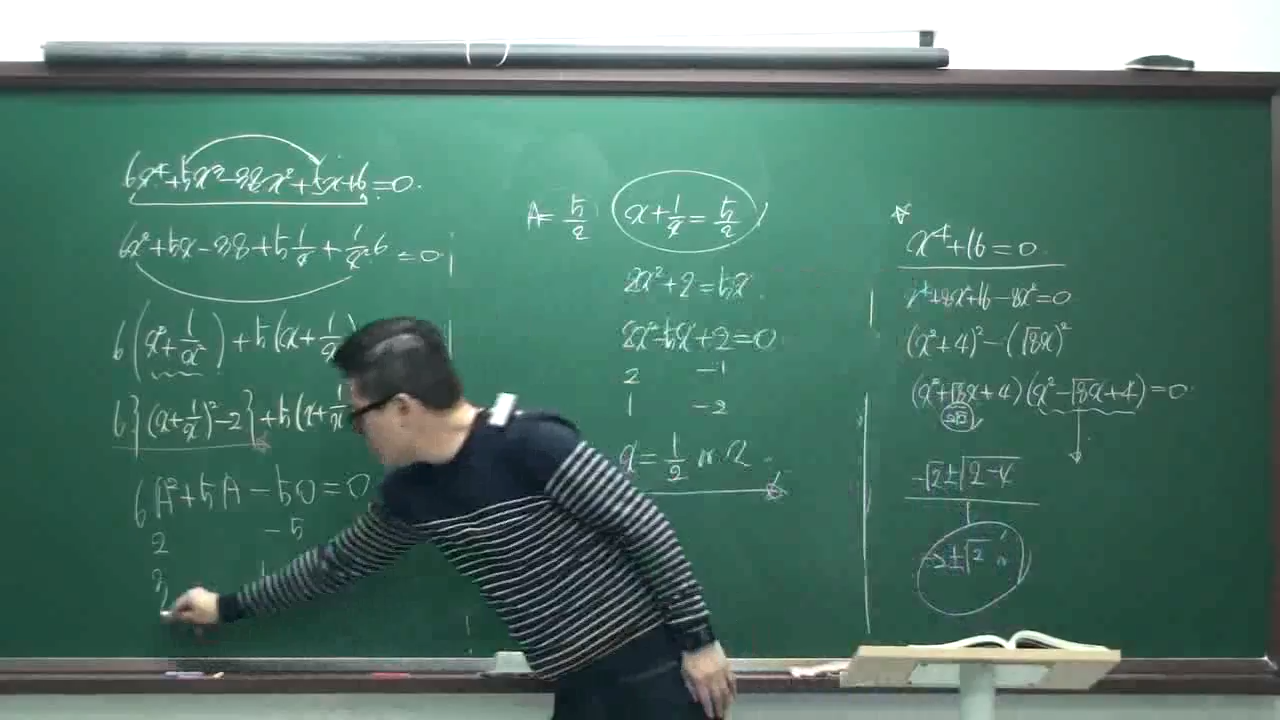 6x⁴+5x³-38x²+5x+6=0.
6x²+5x-38+5 1/x + 1/x² 6 =0
6(x²+1/x²)+5(x+1/x)
6{(x+1/x)²-2}+5(x+1/x
6A²+5A-50=0
2 -5
3
A=5/2
x+1/x=5/2
2x²+2=5x.
2x²-5x+2=0
2 -1
1 -2
x=1/2 or 2
x⁴+16=0.
x⁴+8x²+16-8x²=0
(x²+4)²-(√8x)²
(x²+√8x+4)(x²-√8x+4)=0
2√2
-√2±√2-4
±√2 i